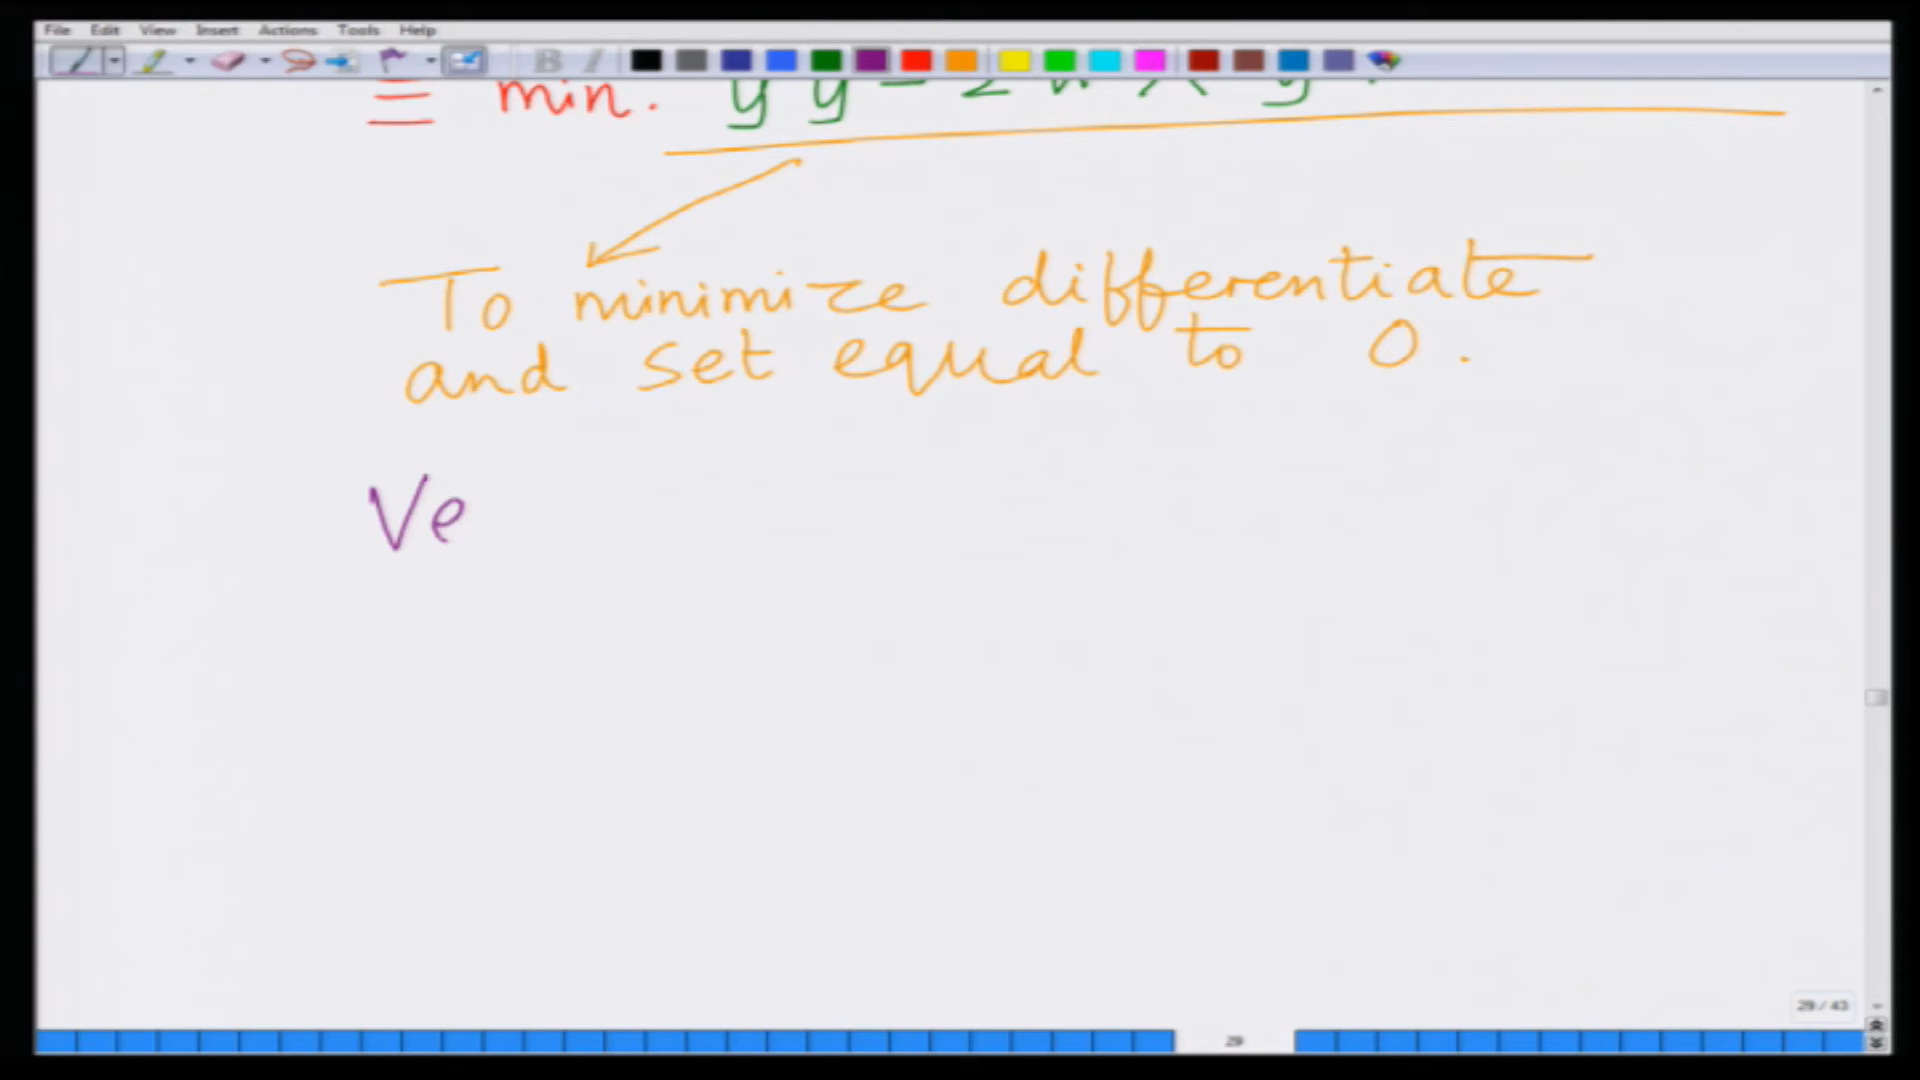 File Edit View Insert Actions Tools Help
B I
≡ min.
To minimize differentiate
and set equal to 0.
Ve
29 / 43
29